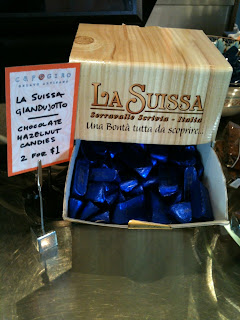 LA SUISSA
GIANDUJOTTO
CHOCOLATE
HAZELNUT
CANDIES
2 FOR $1
LA SUISSA
Serravalle Scrivia - Italia
Una Bontà tutta da scoprire...